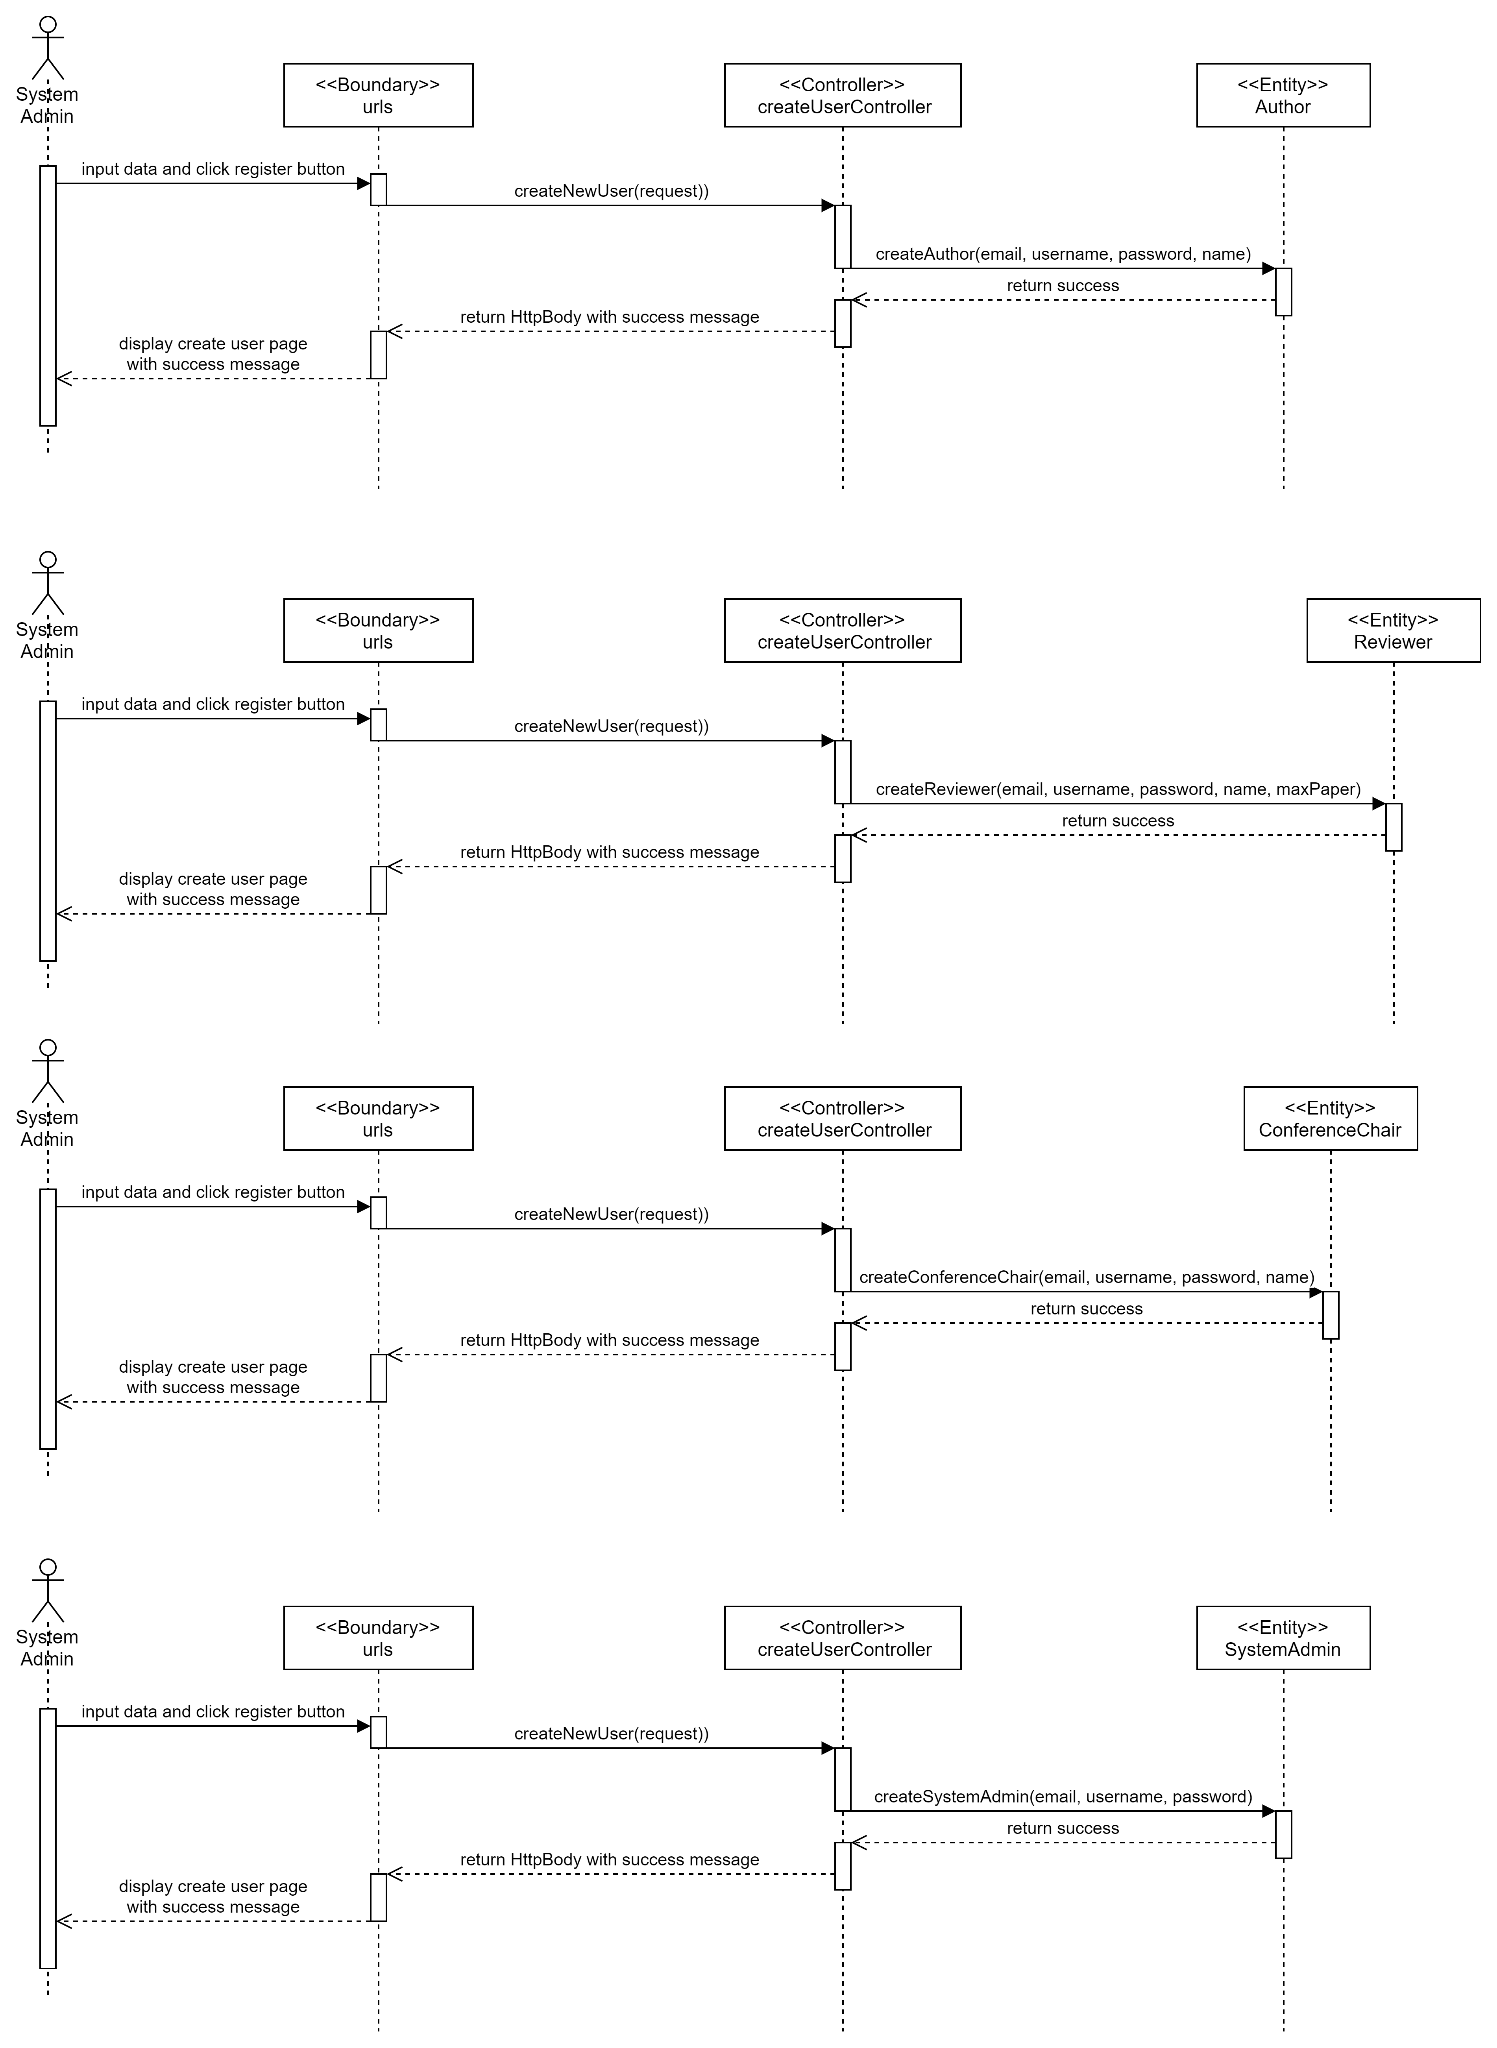 System
Admin
<<Boundary>>
urls
<<Controller>>
createUserController
<<Entity>>
Author
input data and click register button
createNewUser(request))
createAuthor(email, username, password, name)
return success
return HttpBody with success message
display create user page
with success message
System
Admin
<<Boundary>>
urls
<<Controller>>
createUserController
<<Entity>>
Reviewer
input data and click register button
createNewUser(request))
createReviewer(email, username, password, name, maxPaper)
return success
return HttpBody with success message
display create user page
with success message
System
Admin
<<Boundary>>
urls
<<Controller>>
createUserController
<<Entity>>
ConferenceChair
input data and click register button
createNewUser(request))
createConferenceChair(email, username, password, name)
return success
return HttpBody with success message
display create user page
with success message
System
Admin
<<Boundary>>
urls
<<Controller>>
createUserController
<<Entity>>
SystemAdmin
input data and click register button
createNewUser(request))
createSystemAdmin(email, username, password)
return success
return HttpBody with success message
display create user page
with success message